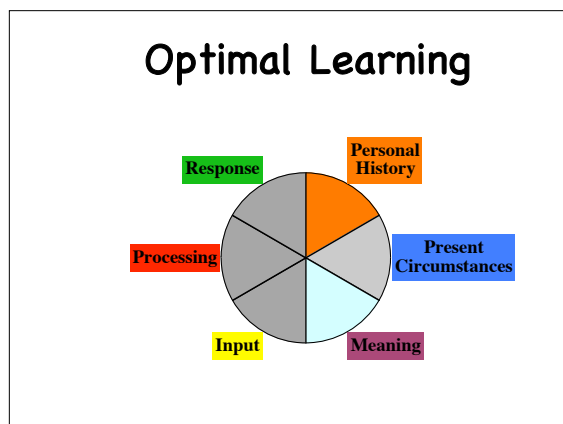 Optimal Learning
Personal
History
Response
Present
Circumstances
Processing
Meaning
Input